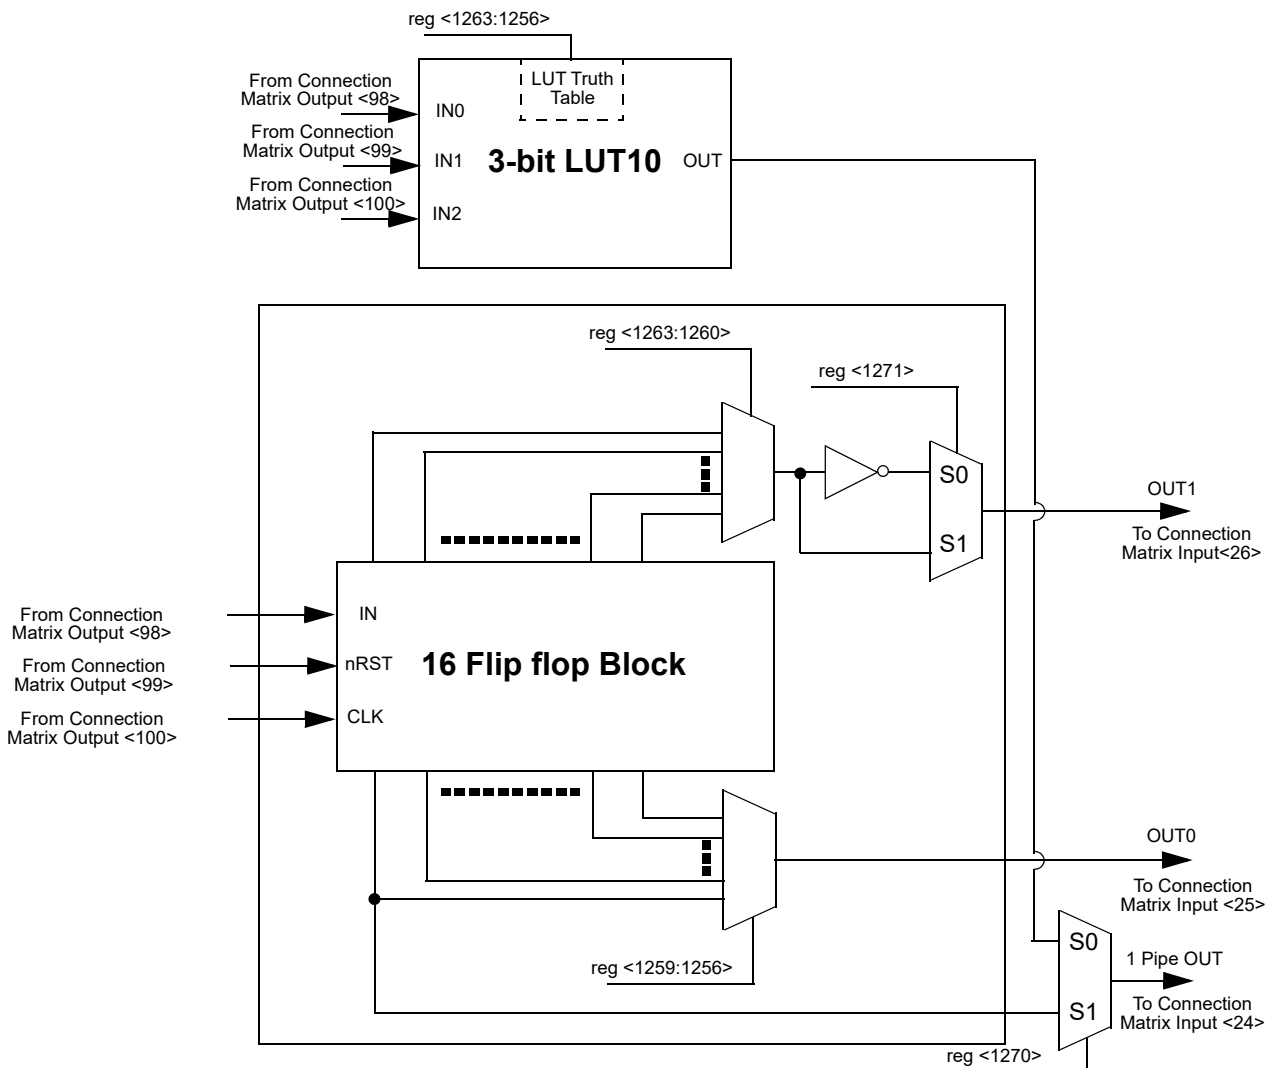 reg <1263:1256>
From Connection
Matrix Output <98>
LUT Truth
Table
IN0
From Connection
Matrix Output <99>
IN1
3-bit LUT10
OUT
From Connection
Matrix Output <100>
IN2
reg <1263:1260>
reg <1271>
S0
OUT1
S1
To Connection
Matrix Input<26>
From Connection
Matrix Output <98>
IN
From Connection
Matrix Output <99>
nRST
16 Flip flop Block
From Connection
Matrix Output <100>
CLK
OUT0
To Connection
Matrix Input <25>
reg <1259:1256>
S0
1 Pipe OUT
S1
To Connection
Matrix Input <24>
reg <1270>